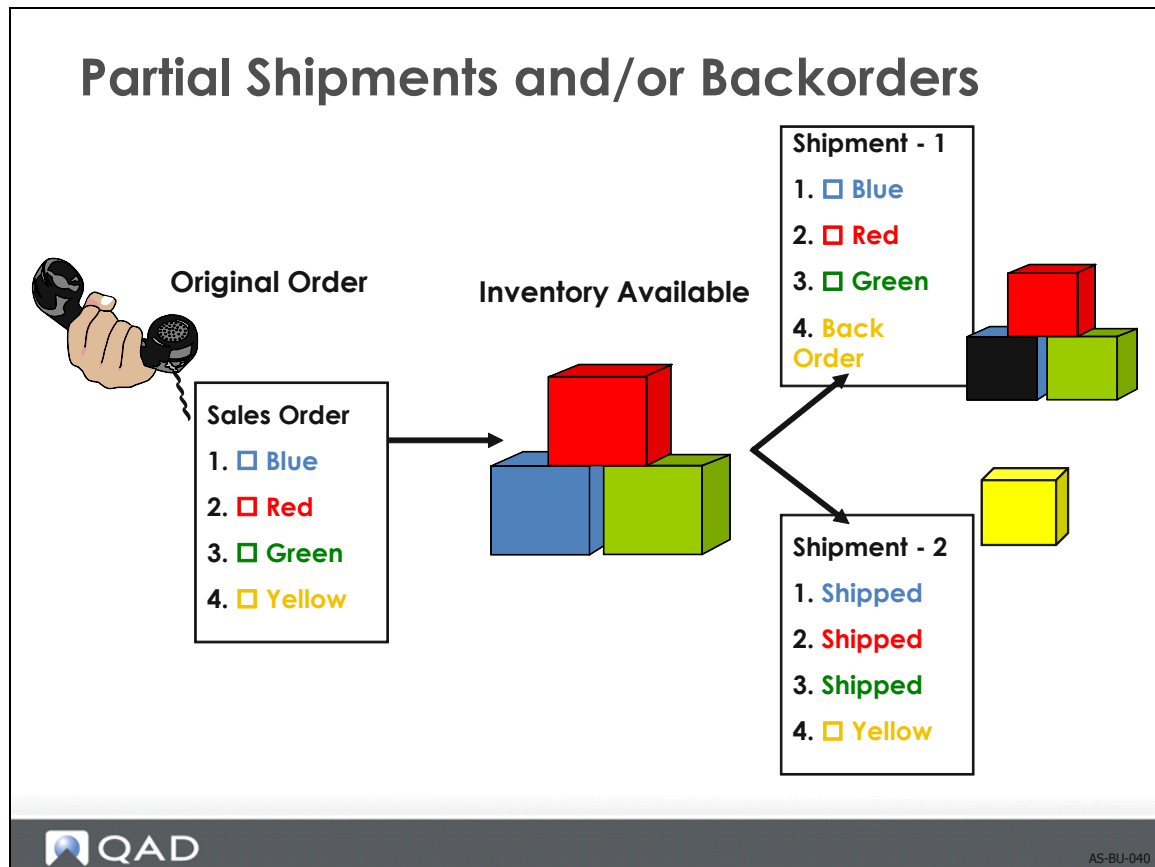 Partial Shipments and/or Backorders
Original Order
Sales Order
1. ☐ Blue
2. ☐ Red
3. ☐ Green
4. ☐ Yellow
Inventory Available
Shipment - 1
1. ☐ Blue
2. ☐ Red
3. ☐ Green
4. Back
Order
Shipment - 2
1. Shipped
2. Shipped
3. Shipped
4. ☐ Yellow
QAD
AS-BU-040